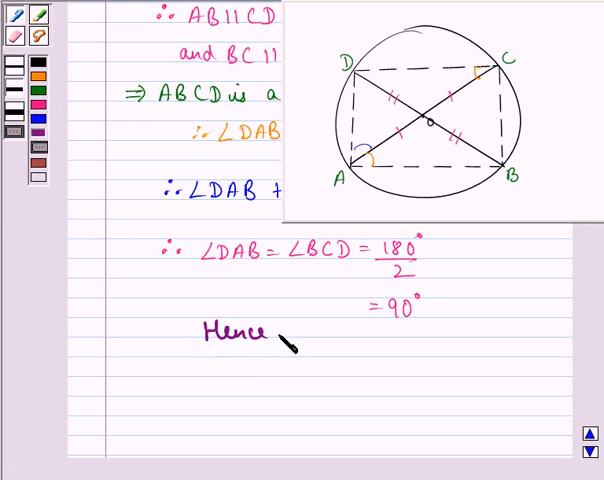 ∴ AB || CD
and BC ||
⇒ ABCD is a
∴ ∠DAB
∴ ∠DAB +
∴ ∠DAB = ∠BCD = 180°/2
= 90°
Hence
D
C
O
A
B